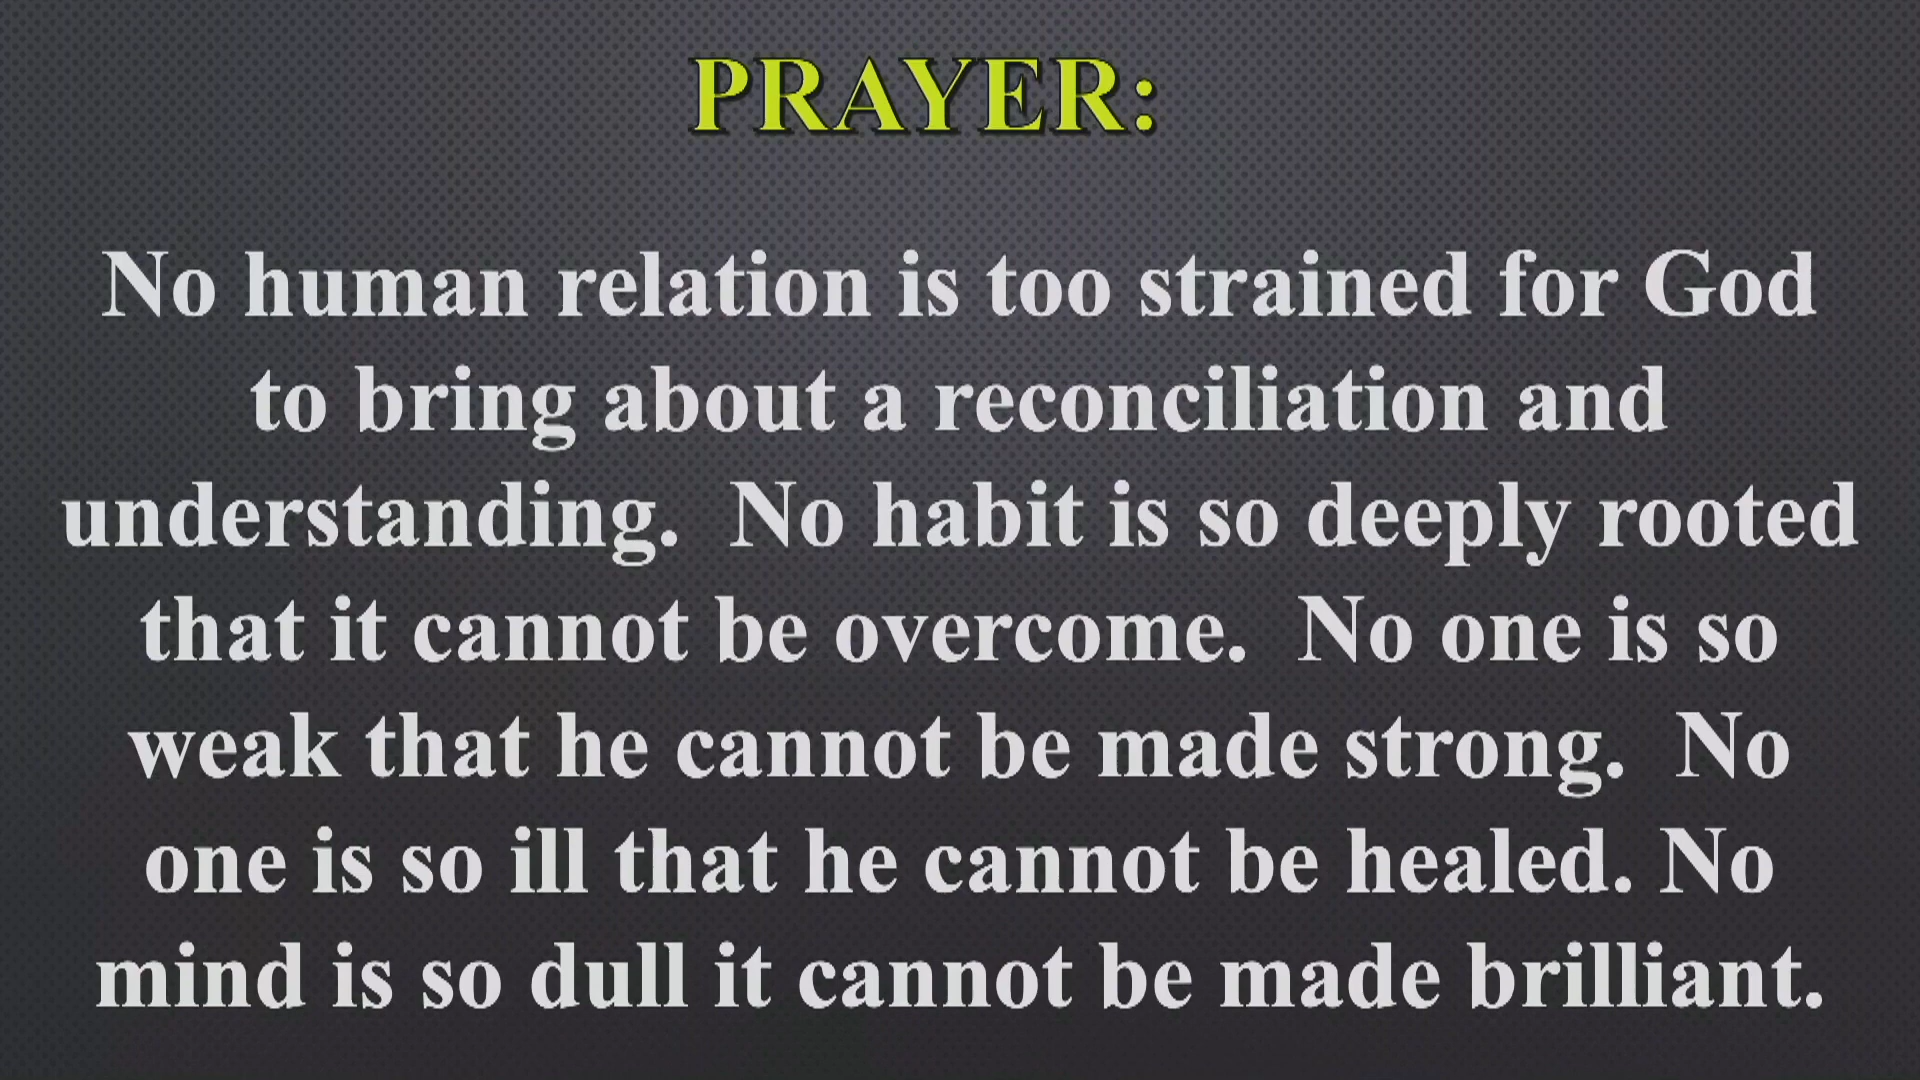 PRAYER:
No human relation is too strained for God
to bring about a reconciliation and
understanding.  No habit is so deeply rooted
that it cannot be overcome.  No one is so
weak that he cannot be made strong.  No
one is so ill that he cannot be healed. No
mind is so dull it cannot be made brilliant.